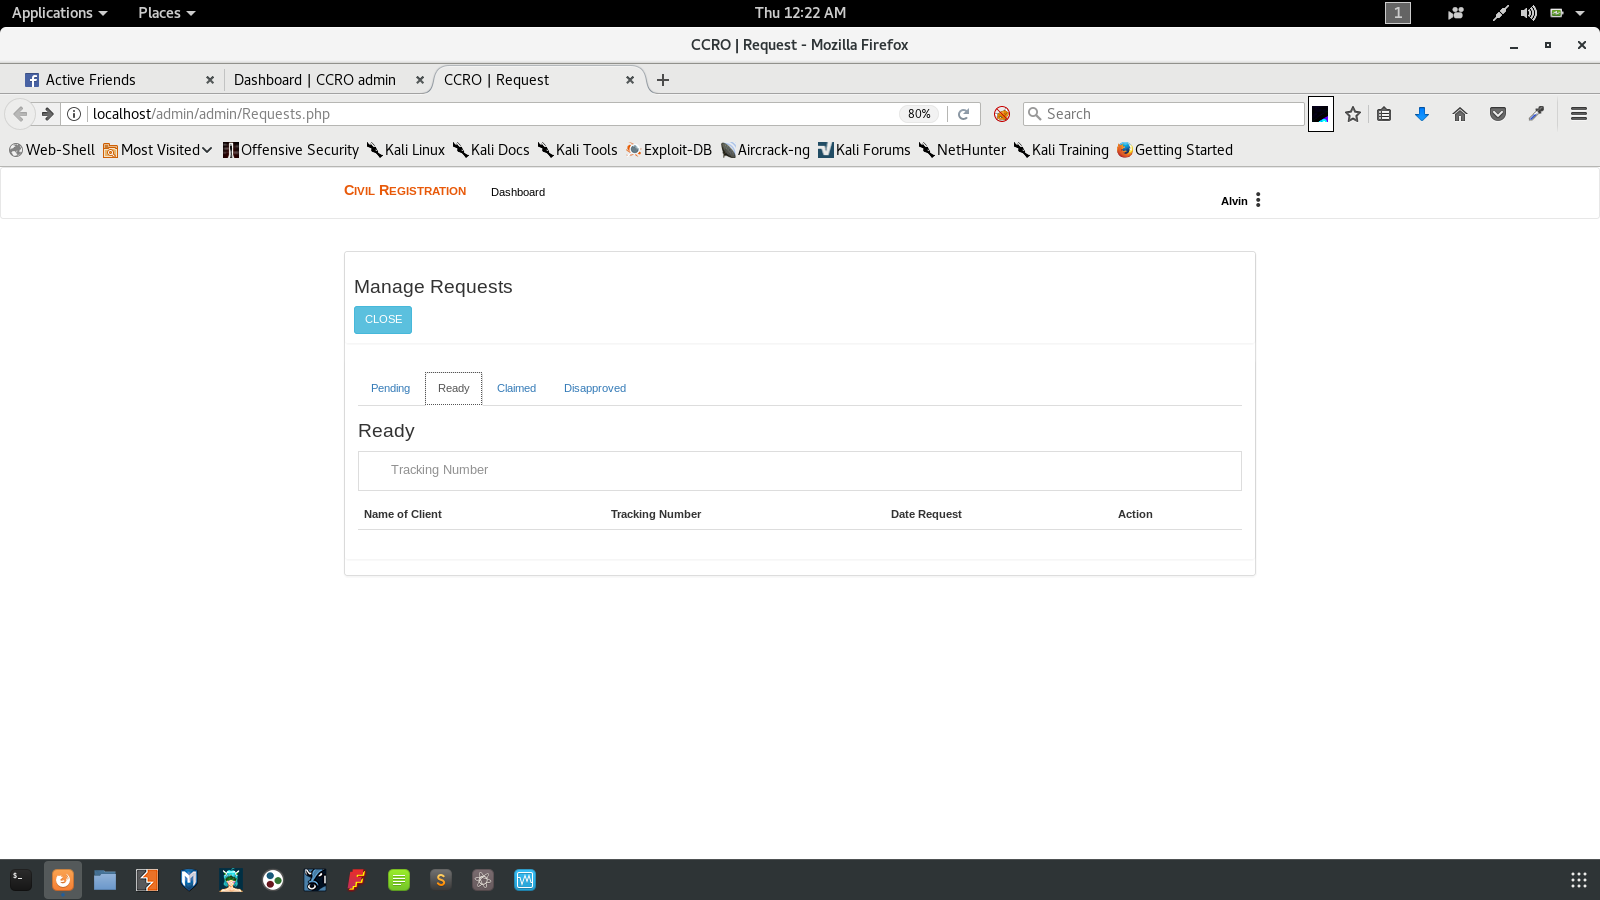 Applications Places Thu 12:22 AM 1
CCRO | Request - Mozilla Firefox
Active Friends Dashboard | CCRO admin CCRO | Request
localhost/admin/admin/Requests.php 80% Search
Web-Shell Most Visited Offensive Security Kali Linux Kali Docs Kali Tools Exploit-DB Aircrack-ng Kali Forums NetHunter Kali Training Getting Started
CIVIL REGISTRATION Dashboard Alvin
Manage Requests
CLOSE
Pending Ready Claimed Disapproved
Ready
Tracking Number
Name of Client Tracking Number Date Request Action